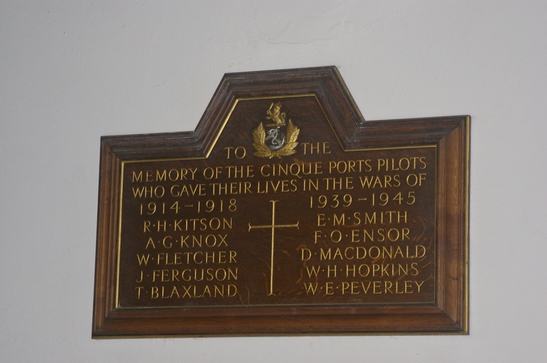 TO THE
MEMORY OF THE CINQUE PORTS PILOTS
WHO GAVE THEIR LIVES IN THE WARS OF
1914-1918 1939-1945
R·H·KITSON E·M·SMITH
A·G·KNOX F·O·ENSOR
W·FLETCHER D·MACDONALD
J·FERGUSON W·H·HOPKINS
T·BLAXLAND W·E·PEVERLEY